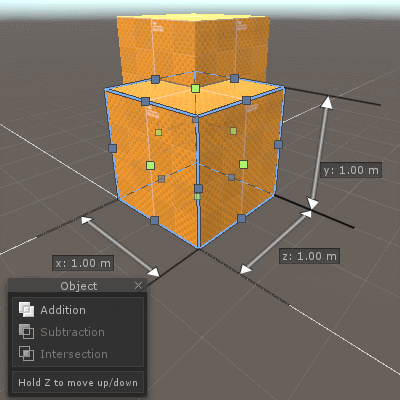 y: 1.00 m
x: 1.00 m
z: 1.00 m
Object
Addition
Subtraction
Intersection
Hold Z to move up/down